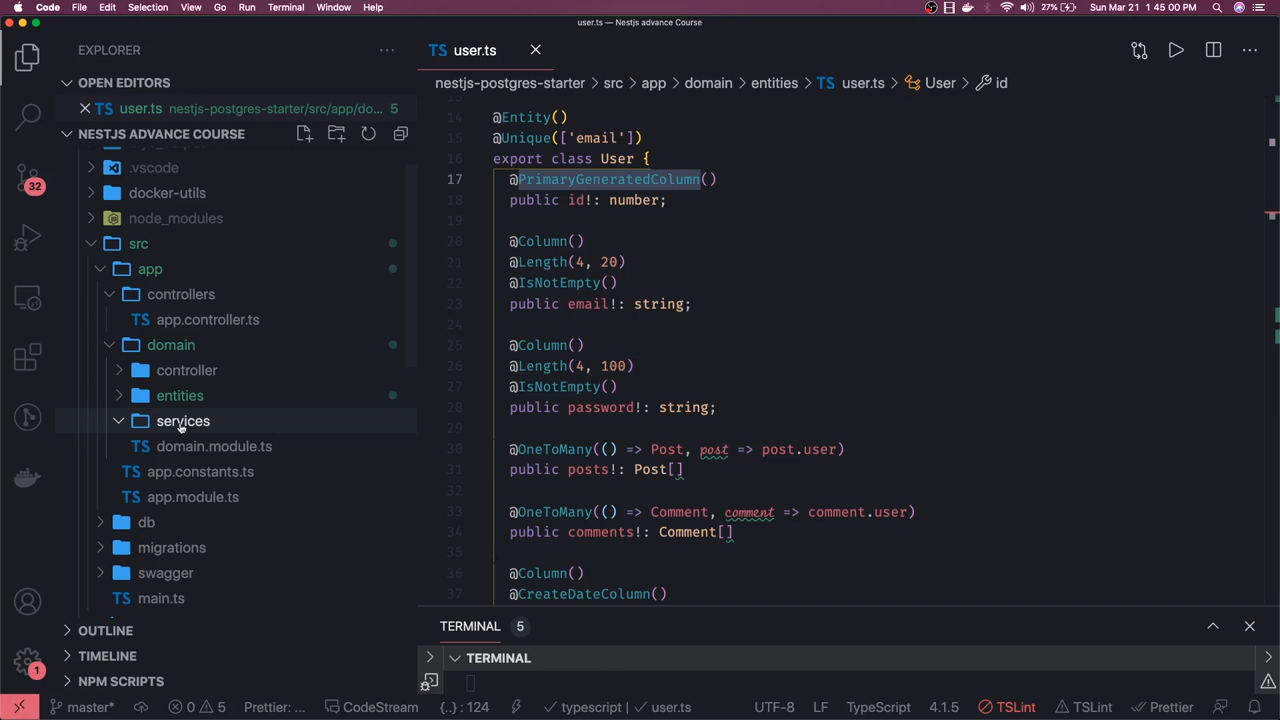 Code File Edit Selection View Go Run Terminal Window Help 27% Sun Mar 21 1:45:00 PM
user.ts — Nestjs advance Course
EXPLORER ···
TS user.ts
OPEN EDITORS
TS user.ts nestjs-postgres-starter/src/app/do... 5
nestjs-postgres-starter > src > app > domain > entities > TS user.ts > User > id
NESTJS ADVANCE COURSE
.vscode
docker-utils
node_modules
src
app
controllers
TS app.controller.ts
domain
controller
entities
services
TS domain.module.ts
TS app.constants.ts
TS app.module.ts
db
migrations
swagger
TS main.ts
OUTLINE
TIMELINE
NPM SCRIPTS
32
1
14 @Entity()
15 @Unique(['email'])
16 export class User {
17 @PrimaryGeneratedColumn()
18 public id!: number;
19
20 @Column()
21 @Length(4, 20)
22 @IsNotEmpty()
23 public email!: string;
24
25 @Column()
26 @Length(4, 100)
27 @IsNotEmpty()
28 public password!: string;
29
30 @OneToMany(() => Post, post => post.user)
31 public posts!: Post[]
32
33 @OneToMany(() => Comment, comment => comment.user)
34 public comments!: Comment[]
35
36 @Column()
37 @CreateDateColumn()
TERMINAL 5
TERMINAL
master* 0 5 Prettier: ... CodeStream {..} : 124 typescript | user.ts UTF-8 LF TypeScript 4.1.5 TSLint TSLint Prettier